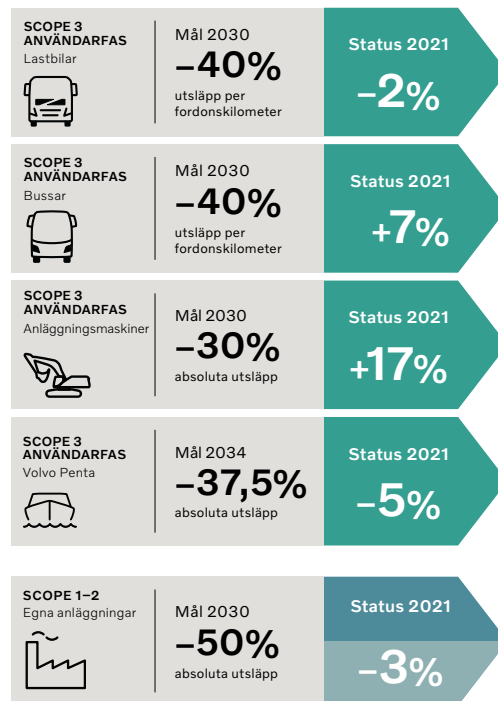 SCOPE 3
ANVÄNDARFAS
Lastbilar
Mål 2030
–40%
utsläpp per
fordonskilometer
Status 2021
–2%
SCOPE 3
ANVÄNDARFAS
Bussar
Mål 2030
–40%
utsläpp per
fordonskilometer
Status 2021
+7%
SCOPE 3
ANVÄNDARFAS
Anläggningsmaskiner
Mål 2030
–30%
absoluta utsläpp
Status 2021
+17%
SCOPE 3
ANVÄNDARFAS
Volvo Penta
Mål 2034
–37,5%
absoluta utsläpp
Status 2021
–5%
SCOPE 1–2
Egna anläggningar
Mål 2030
–50%
absoluta utsläpp
Status 2021
–3%